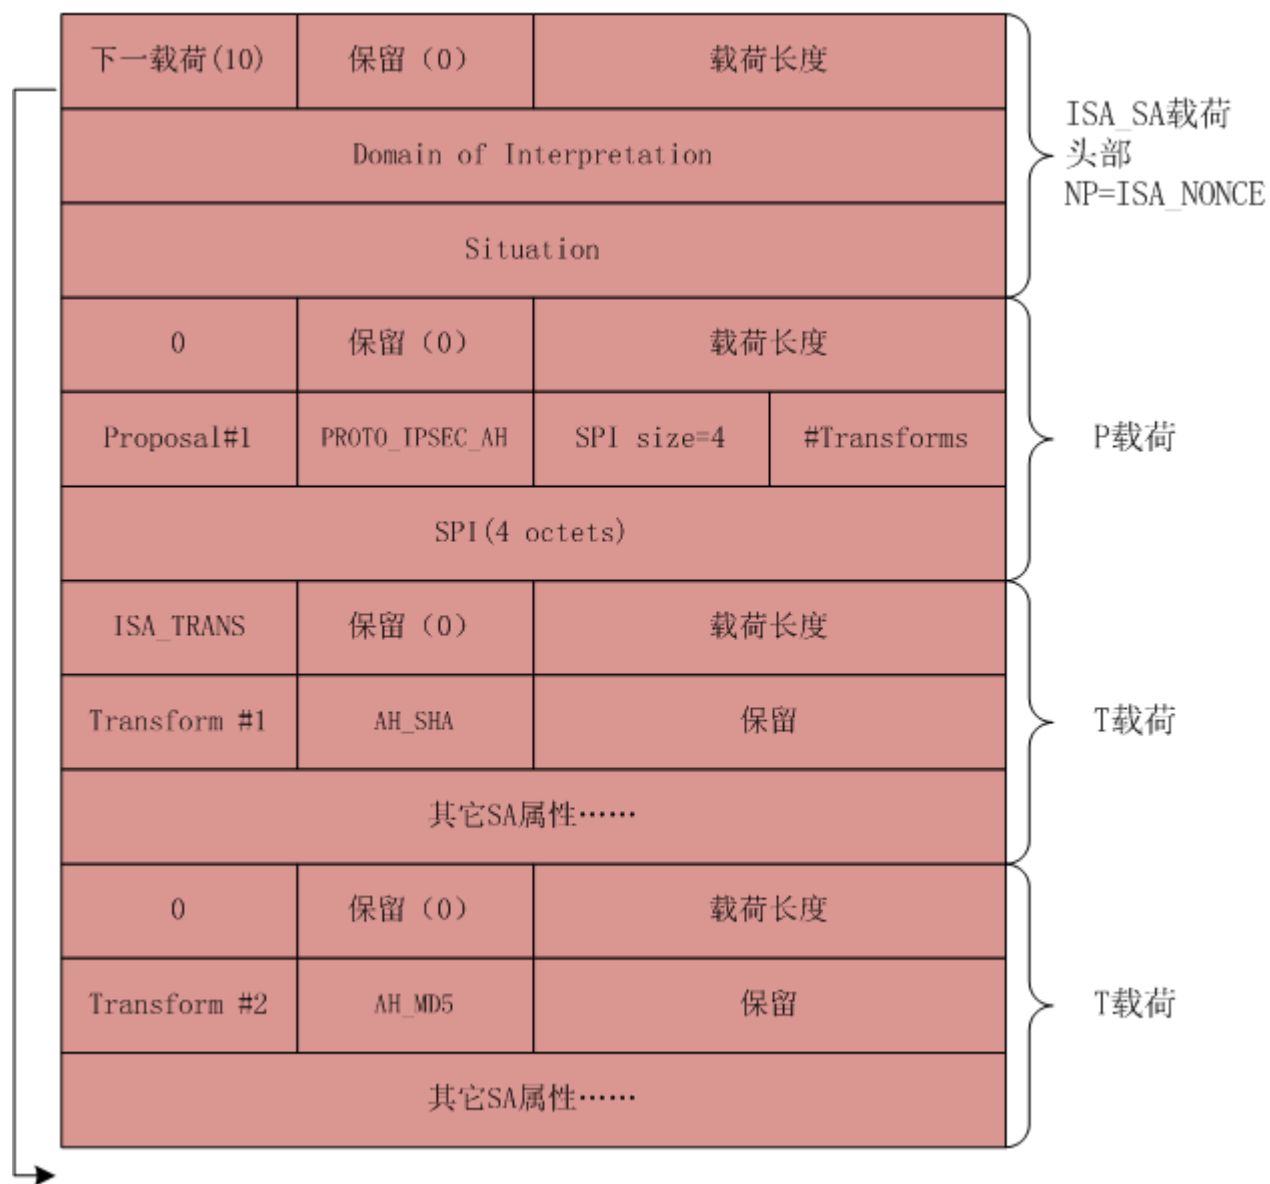 下一载荷(10) 保留（0） 载荷长度
Domain of Interpretation
Situation
ISA_SA载荷
头部
NP=ISA_NONCE
0 保留（0） 载荷长度
Proposal#1 PROTO_IPSEC_AH SPI size=4 #Transforms
SPI(4 octets)
P载荷
ISA_TRANS 保留（0） 载荷长度
Transform #1 AH_SHA 保留
其它SA属性……
T载荷
0 保留（0） 载荷长度
Transform #2 AH_MD5 保留
其它SA属性……
T载荷